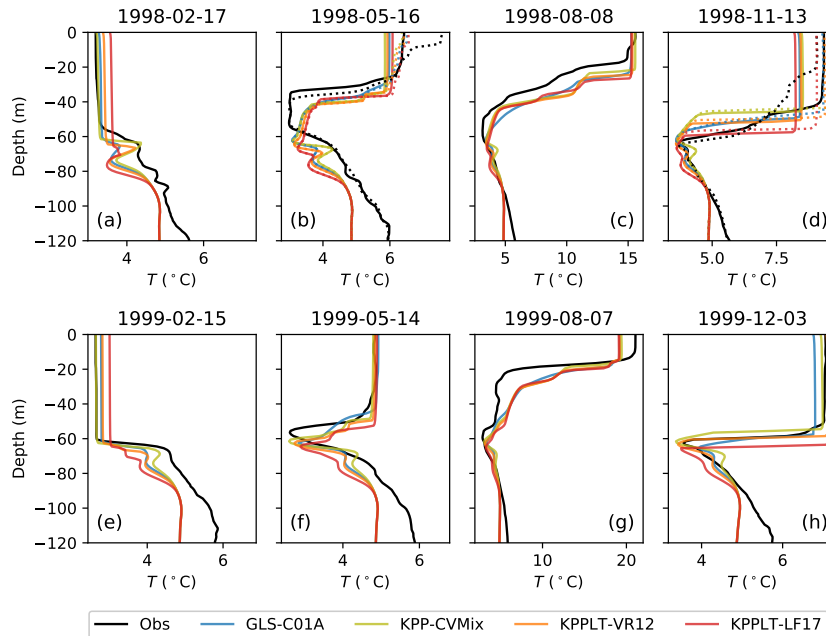 1998-02-17 1998-05-16 1998-08-08 1998-11-13
0
−20
−40
−60
−80
−100
−120
Depth (m)
(a) (b) (c) (d)
4 6 4 6 5 10 15 5.0 7.5
T (°C) T (°C) T (°C) T (°C)
1999-02-15 1999-05-14 1999-08-07 1999-12-03
0
−20
−40
−60
−80
−100
−120
Depth (m)
(e) (f) (g) (h)
4 6 4 6 10 20 4 6
T (°C) T (°C) T (°C) T (°C)
Obs GLS-C01A KPP-CVMix KPPLT-VR12 KPPLT-LF17